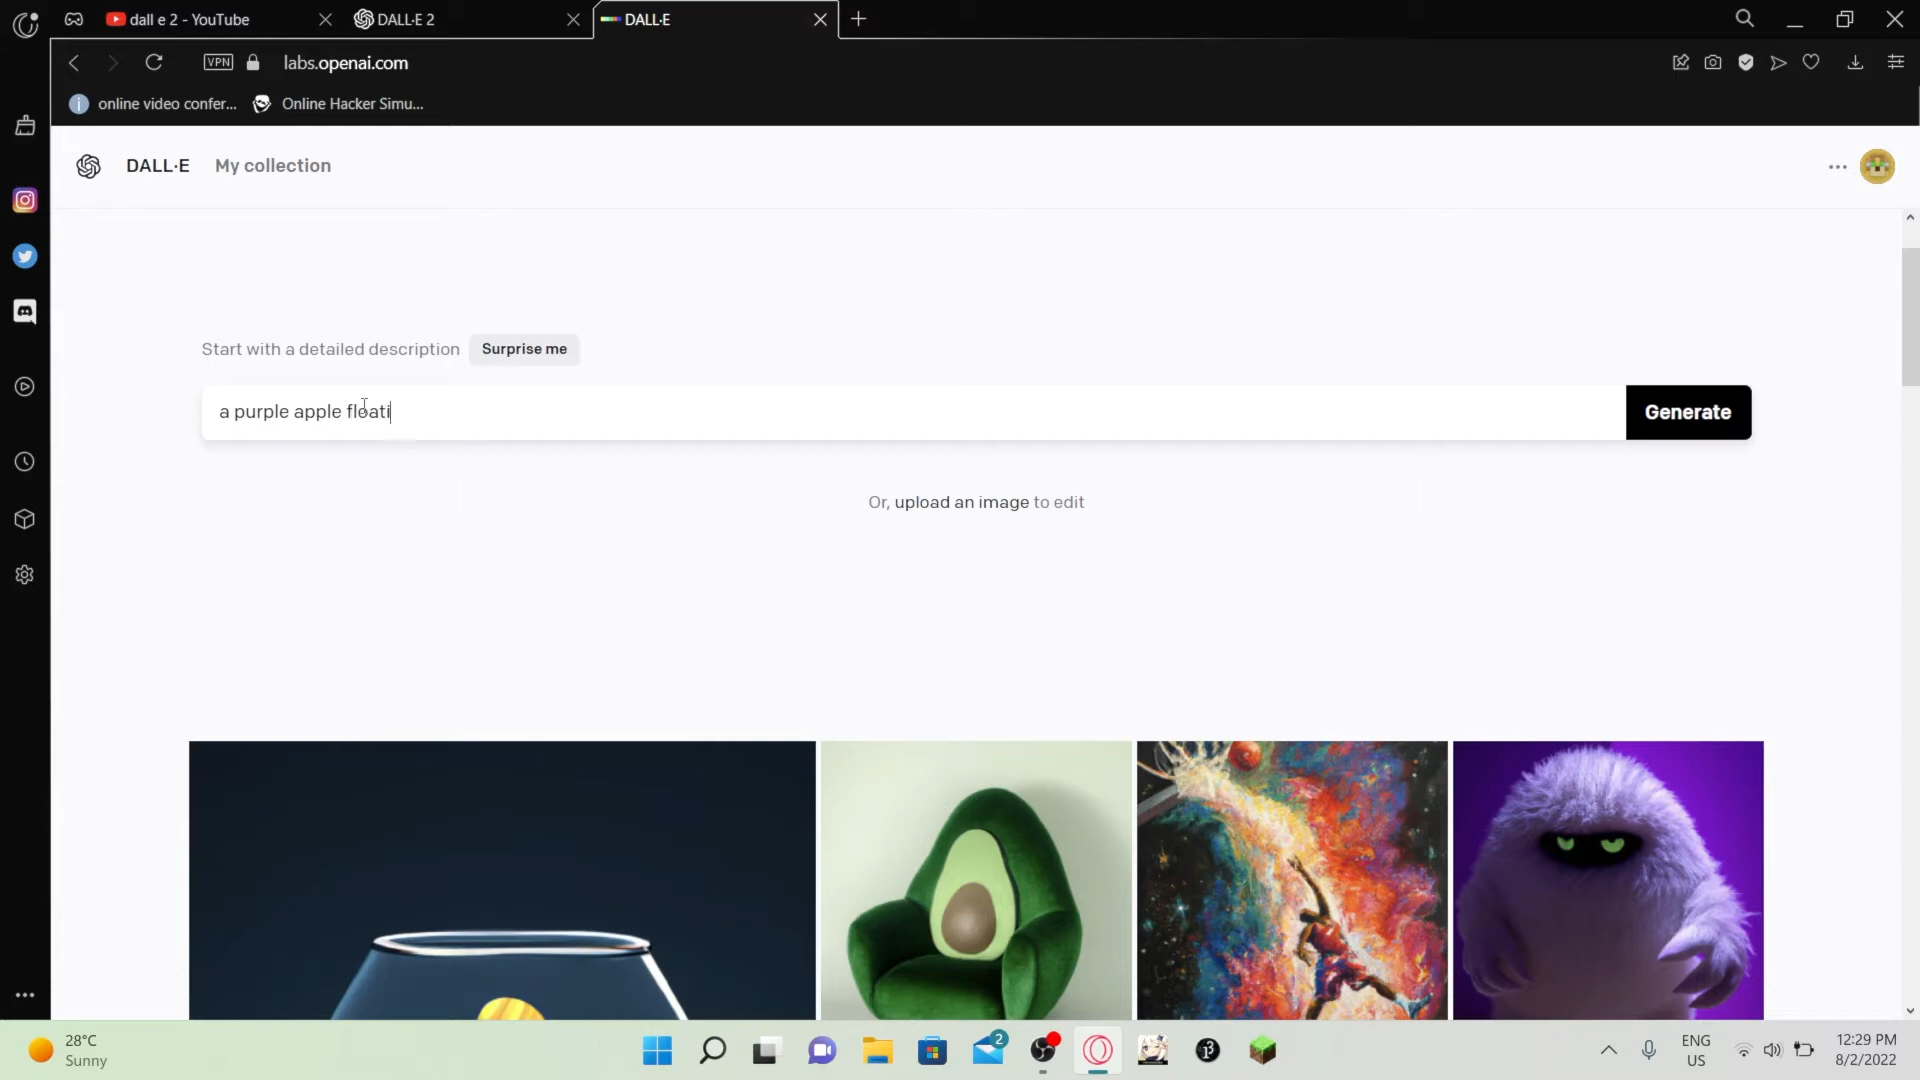 dall e 2 - YouTube
DALL·E 2
DALL·E
VPN
labs.openai.com
online video confer...
Online Hacker Simu...
DALL·E
My collection
Start with a detailed description
Surprise me
a purple apple floati
Generate
Or, upload an image to edit
28°C
Sunny
2
ENG
US
12:29 PM
8/2/2022